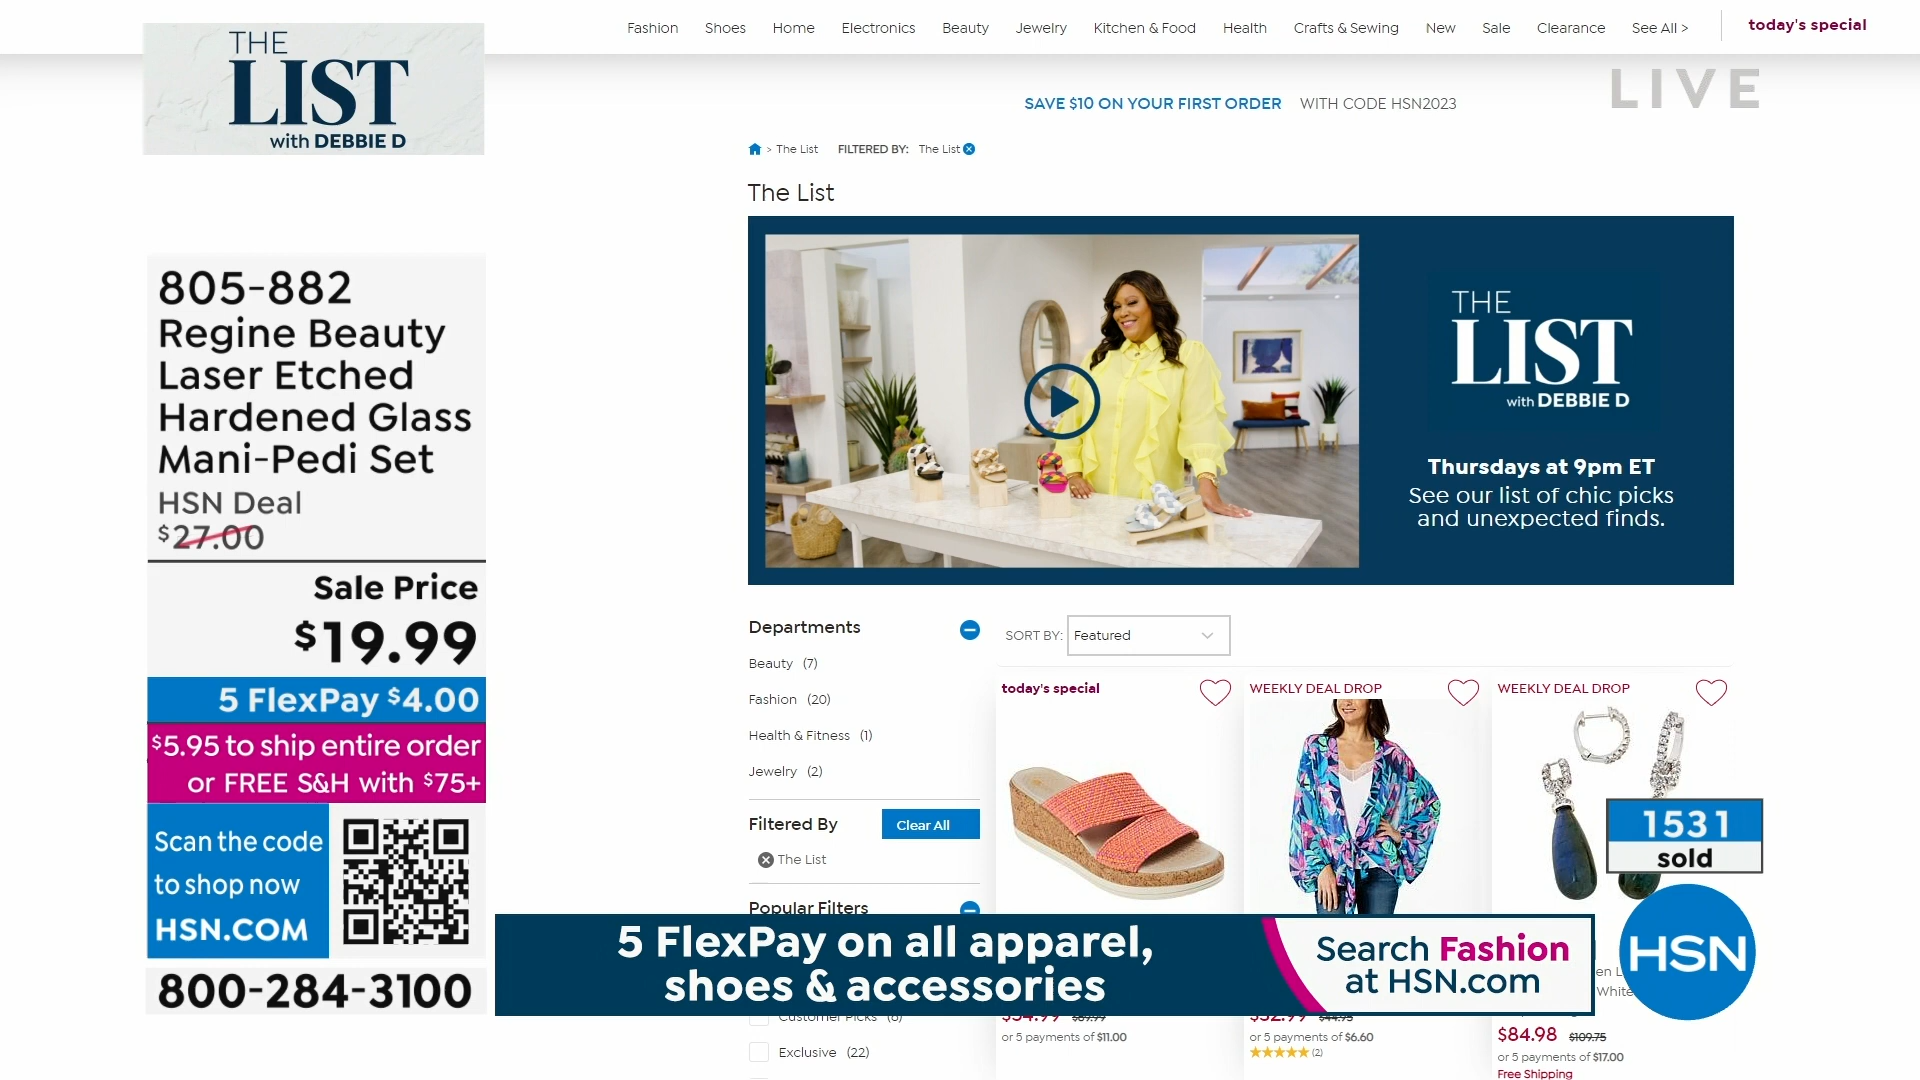 Fashion Shoes Home Electronics Beauty Jewelry Kitchen & Food Health Crafts & Sewing New Sale Clearance See All > today's special
THE
LIST
with DEBBIE D
LIVE
SAVE $10 ON YOUR FIRST ORDER WITH CODE HSN2023
> The List FILTERED BY: The List
The List
805-882
Regine Beauty
Laser Etched
Hardened Glass
Mani-Pedi Set
HSN Deal
$27.00
Sale Price
$19.99
5 FlexPay $4.00
$5.95 to ship entire order
or FREE S&H with $75+
Scan the code
to shop now
HSN.COM
800-284-3100
THE
LIST
with DEBBIE D
Thursdays at 9pm ET
See our list of chic picks
and unexpected finds.
Departments
Beauty (7)
Fashion (20)
Health & Fitness (1)
Jewelry (2)
Filtered By Clear All
The List
Popular Filters
SORT BY: Featured
today's special
WEEKLY DEAL DROP
WEEKLY DEAL DROP
1531
sold
5 FlexPay on all apparel,
shoes & accessories
Search Fashion
at HSN.com
HSN
White
Customer Picks (6)
Exclusive (22)
or 5 payments of $11.00
$44.95
or 5 payments of $6.60
(2)
$84.98 $109.75
or 5 payments of $17.00
Free Shipping